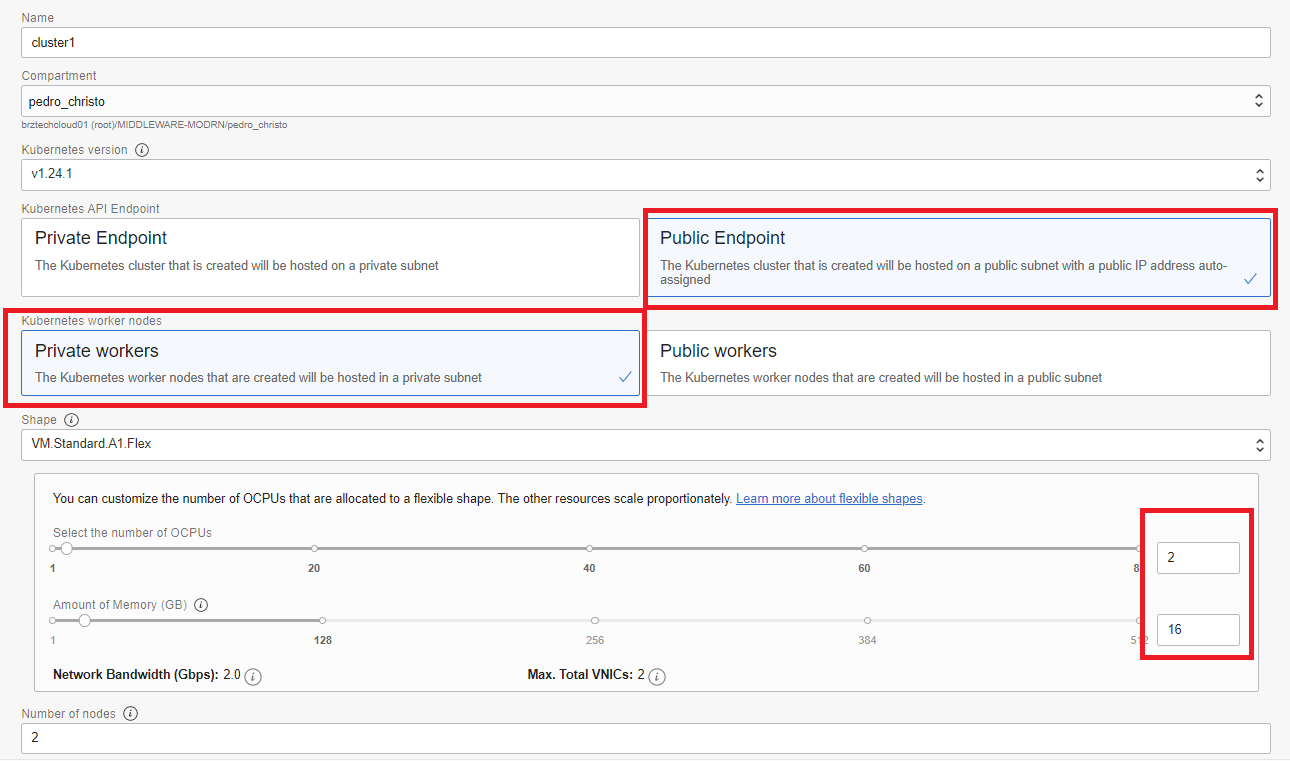 Name
cluster1
Compartment
pedro_christo
brztechcloud01 (root)/MIDDLEWARE-MODRN/pedro_christo
Kubernetes version
v1.24.1
Kubernetes API Endpoint
Private Endpoint
The Kubernetes cluster that is created will be hosted on a private subnet
Public Endpoint
The Kubernetes cluster that is created will be hosted on a public subnet with a public IP address auto-
assigned
Kubernetes worker nodes
Private workers
The Kubernetes worker nodes that are created will be hosted in a private subnet
Public workers
The Kubernetes worker nodes that are created will be hosted in a public subnet
Shape
VM.Standard.A1.Flex
You can customize the number of OCPUs that are allocated to a flexible shape. The other resources scale proportionately. Learn more about flexible shapes.
Select the number of OCPUs
1 20 40 60
2
Amount of Memory (GB)
1 128 256 384 512
16
Network Bandwidth (Gbps): 2.0
Max. Total VNICs: 2
Number of nodes
2